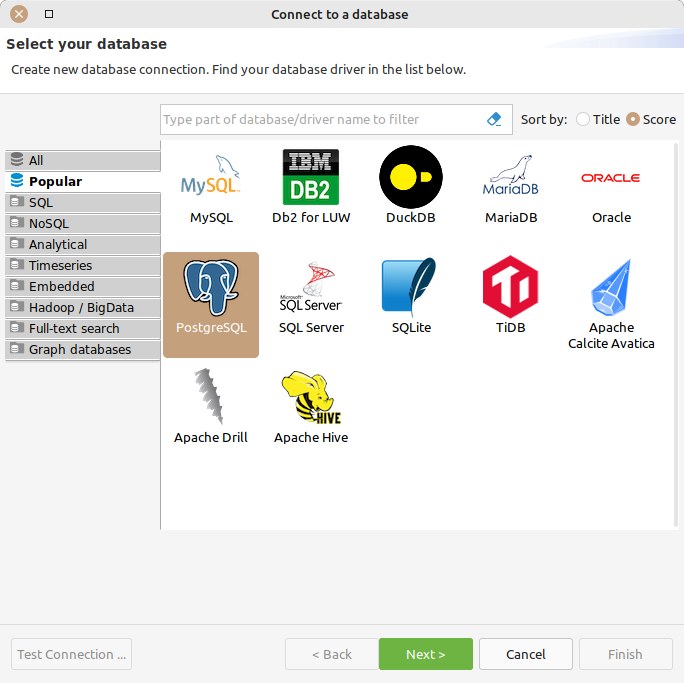 Connect to a database
Select your database
Create new database connection. Find your database driver in the list below.
Type part of database/driver name to filter
Sort by: Title Score
All
Popular
SQL
NoSQL
Analytical
Timeseries
Embedded
Hadoop / BigData
Full-text search
Graph databases
MySQL
MySQL
IBM
DB2
Db2 for LUW
DuckDB
MariaDB
MariaDB
ORACLE
Oracle
PostgreSQL
Microsoft
SQL Server
SQL Server
SQLite
TiDB
Apache
Calcite Avatica
Apache Drill
HIVE
Apache Hive
Test Connection ...
< Back
Next >
Cancel
Finish